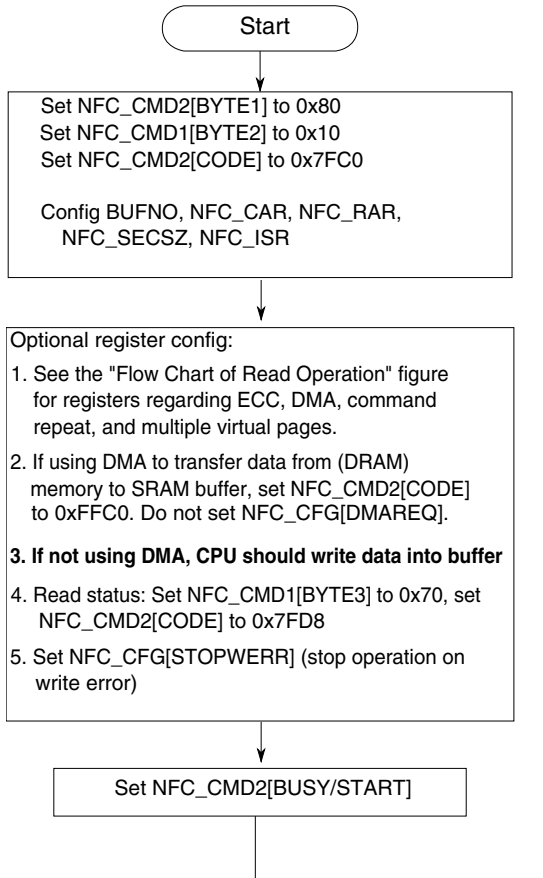 Start
Set NFC_CMD2[BYTE1] to 0x80
Set NFC_CMD1[BYTE2] to 0x10
Set NFC_CMD2[CODE] to 0x7FC0
Config BUFNO, NFC_CAR, NFC_RAR,
NFC_SECSZ, NFC_ISR
Optional register config:
1. See the "Flow Chart of Read Operation" figure
for registers regarding ECC, DMA, command
repeat, and multiple virtual pages.
2. If using DMA to transfer data from (DRAM)
memory to SRAM buffer, set NFC_CMD2[CODE]
to 0xFFC0. Do not set NFC_CFG[DMAREQ].
3. If not using DMA, CPU should write data into buffer
4. Read status: Set NFC_CMD1[BYTE3] to 0x70, set
NFC_CMD2[CODE] to 0x7FD8
5. Set NFC_CFG[STOPWERR] (stop operation on
write error)
Set NFC_CMD2[BUSY/START]